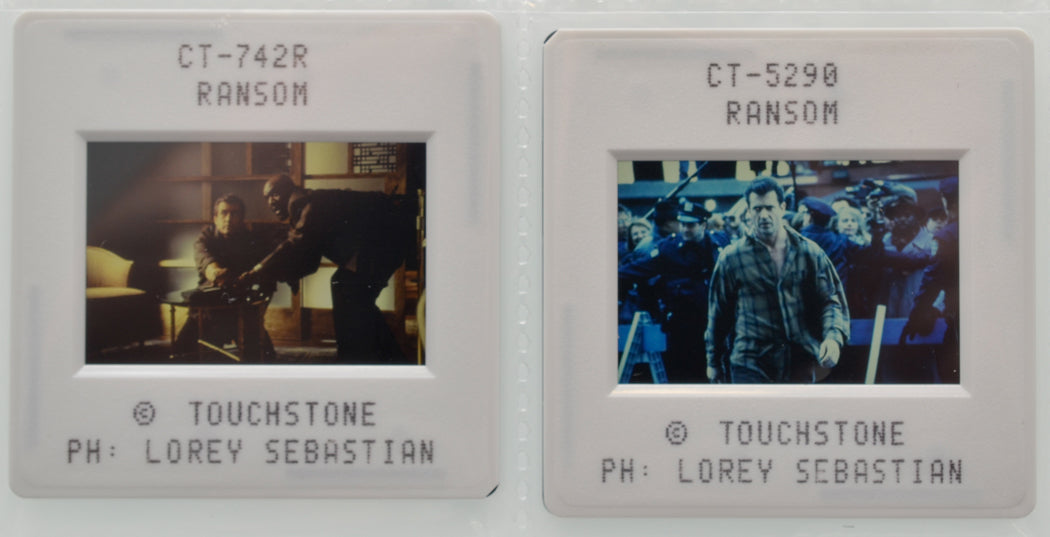 CT-742R
RANSOM
© TOUCHSTONE
PH: LOREY SEBASTIAN
CT-5290
RANSOM
© TOUCHSTONE
PH: LOREY SEBASTIAN